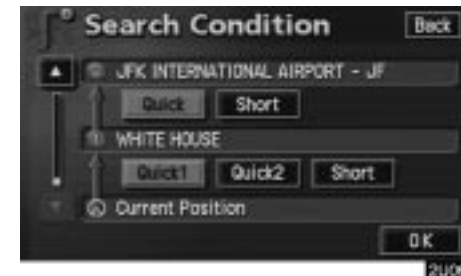 Search Condition Back
JFK INTERNATIONAL AIRPORT - JF
Quick Short
WHITE HOUSE
Quick1 Quick2 Short
Current Position
OK